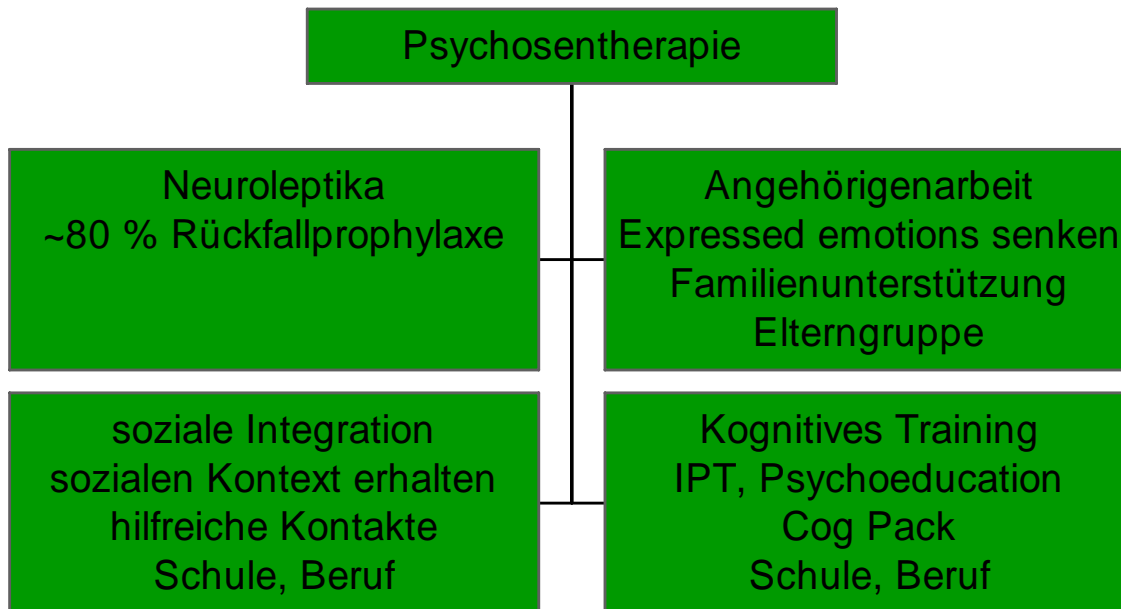 Psychosentherapie
Neuroleptika
~80 % Rückfallprophylaxe
Angehörigenarbeit
Expressed emotions senken
Familienunterstützung
Elterngruppe
soziale Integration
sozialen Kontext erhalten
hilfreiche Kontakte
Schule, Beruf
Kognitives Training
IPT, Psychoeducation
Cog Pack
Schule, Beruf